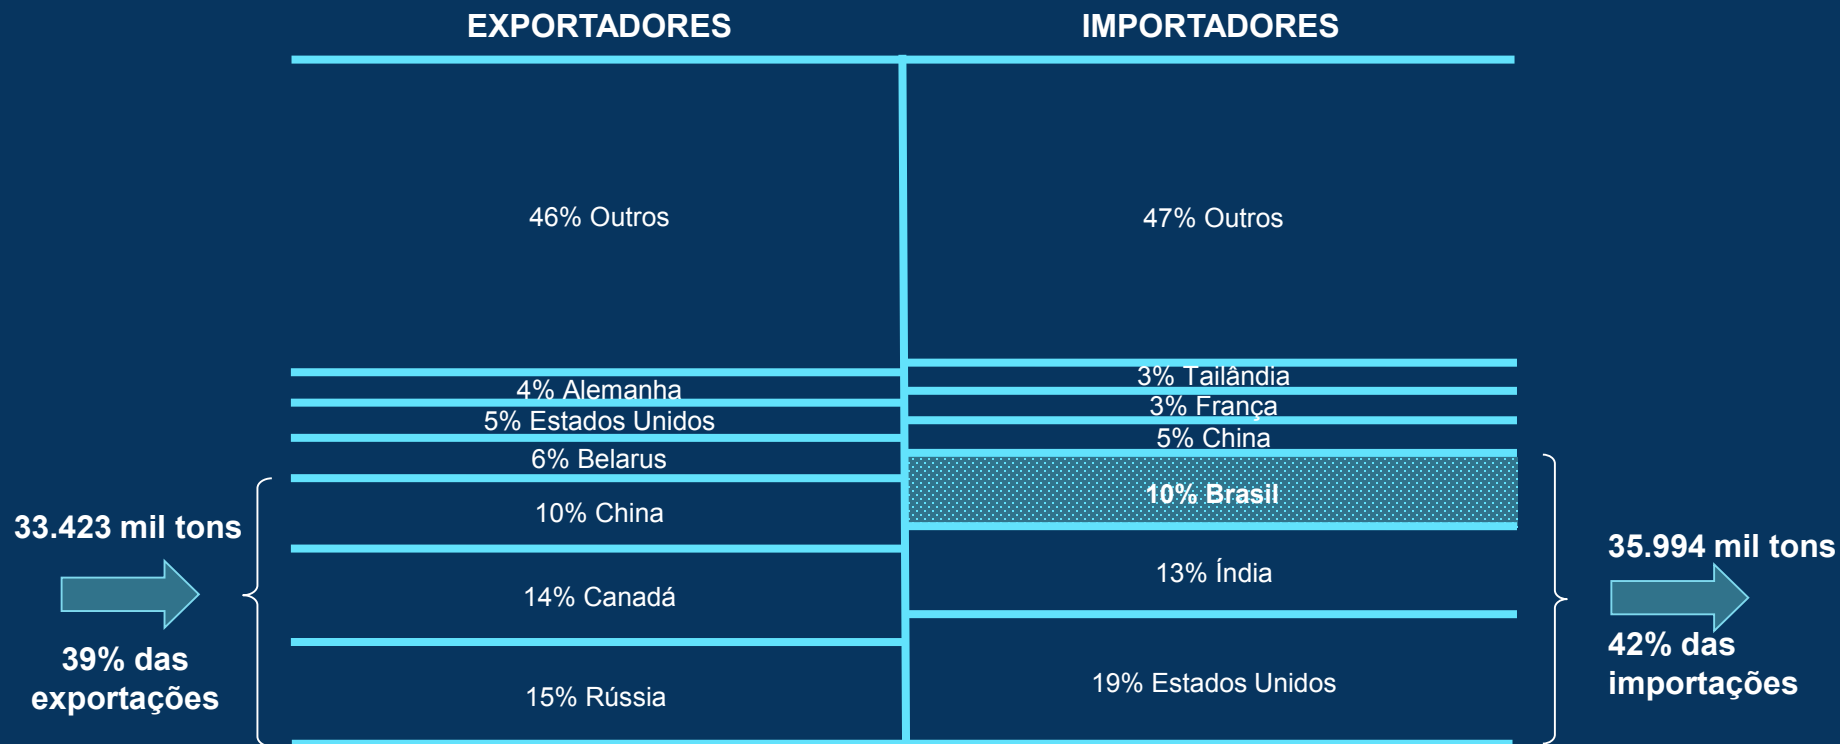 EXPORTADORES
IMPORTADORES
46% Outros
47% Outros
4% Alemanha
3% Tailândia
5% Estados Unidos
3% França
6% Belarus
5% China
10% China
10% Brasil
33.423 mil tons
35.994 mil tons
14% Canadá
13% Índia
39% das
exportações
42% das
importações
15% Rússia
19% Estados Unidos